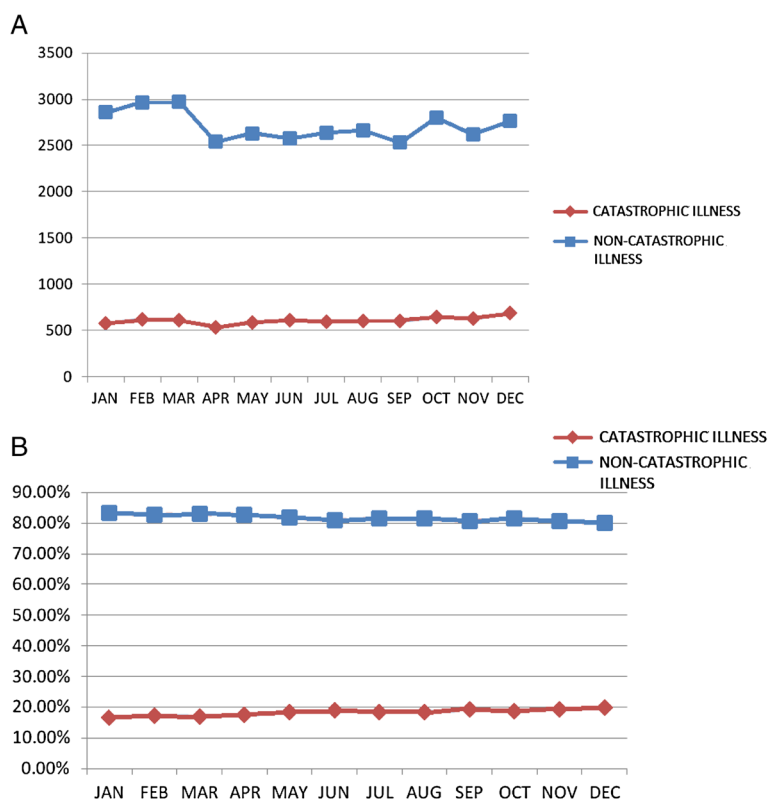 A
3500
3000
2500
2000
1500
1000
500
0
JAN FEB MAR APR MAY JUN JUL AUG SEP OCT NOV DEC
CATASTROPHIC ILLNESS
NON-CATASTROPHIC
ILLNESS
B
CATASTROPHIC ILLNESS
NON-CATASTROPHIC
ILLNESS
90.00%
80.00%
70.00%
60.00%
50.00%
40.00%
30.00%
20.00%
10.00%
0.00%
JAN FEB MAR APR MAY JUN JUL AUG SEP OCT NOV DEC